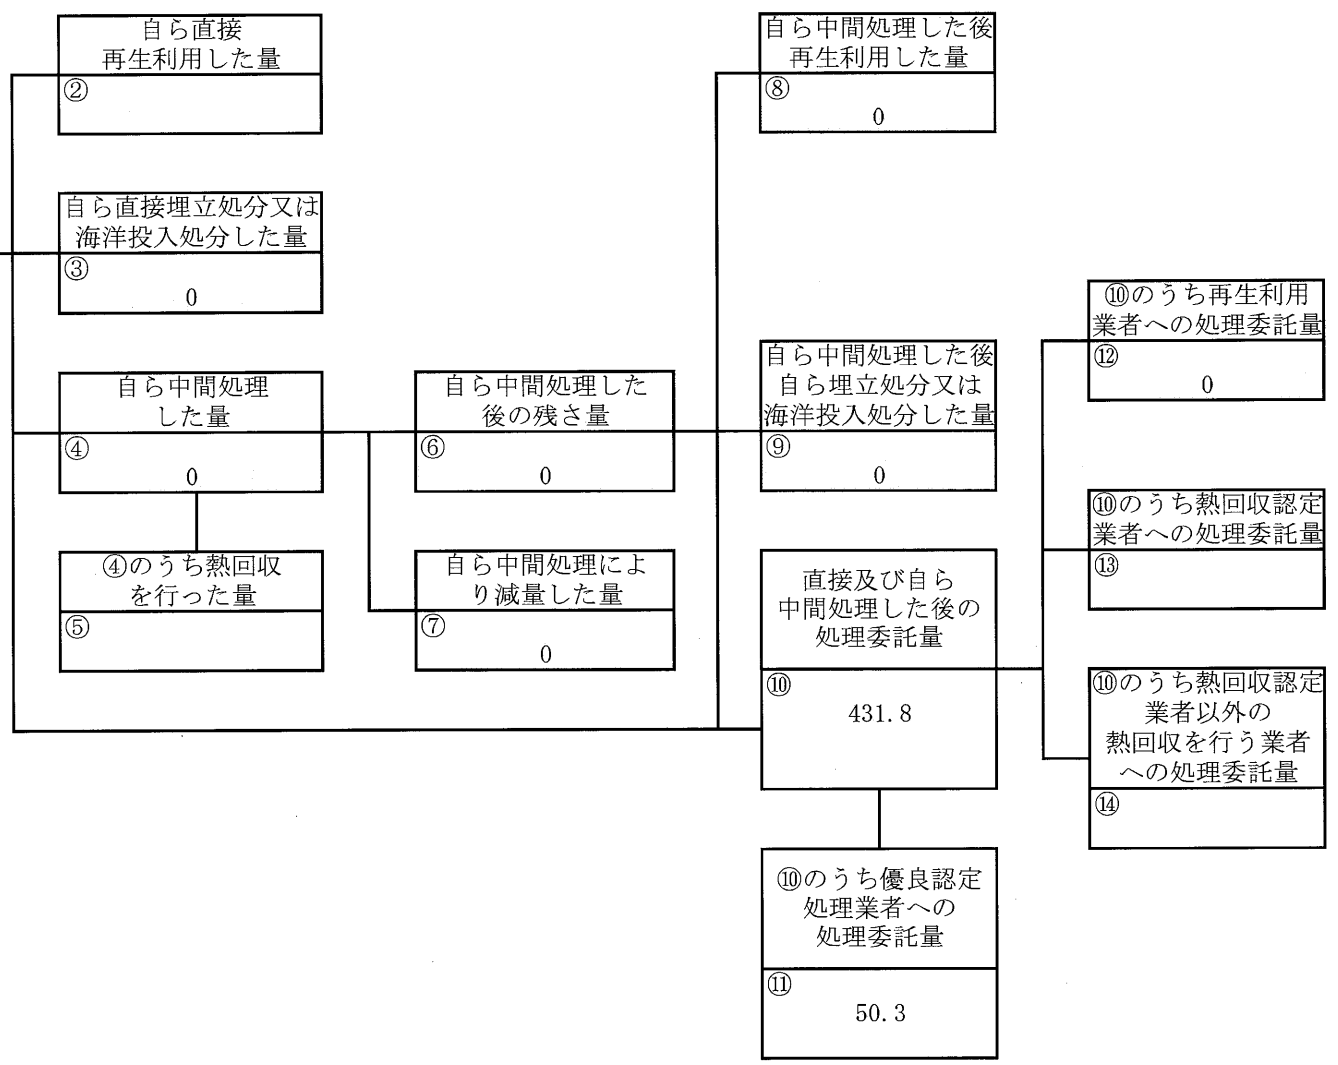 自ら直接
再生利用した量
②
自ら直接埋立処分又は
海洋投入処分した量
③
0
自ら中間処理
した量
④
0
④のうち熱回収
を行った量
⑤
自ら中間処理した
後の残さ量
⑥
0
自ら中間処理によ
り減量した量
⑦
0
自ら中間処理した後
再生利用した量
⑧
0
自ら中間処理した後
自ら埋立処分又は
海洋投入処分した量
⑨
0
直接及び自ら
中間処理した後の
処理委託量
⑩
431.8
⑩のうち優良認定
処理業者への
処理委託量
⑪
50.3
⑩のうち再生利用
業者への処理委託量
⑫
0
⑩のうち熱回収認定
業者への処理委託量
⑬
⑩のうち熱回収認定
業者以外の
熱回収を行う業者
への処理委託量
⑭